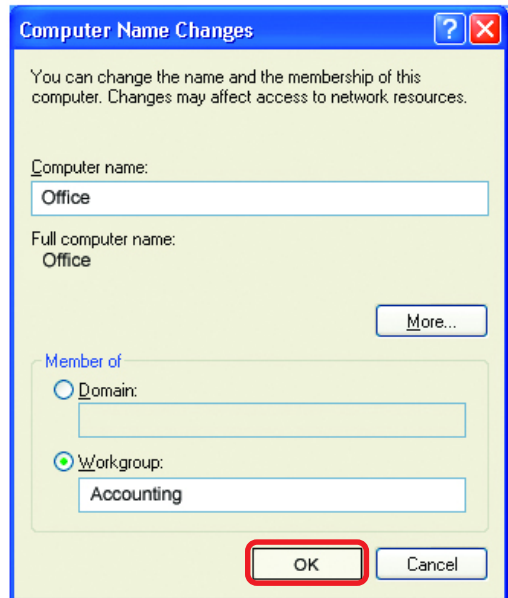 Computer Name Changes
You can change the name and the membership of this
computer. Changes may affect access to network resources.
Computer name:
Office
Full computer name:
Office
More...
Member of
Domain:
Workgroup:
Accounting
OK Cancel